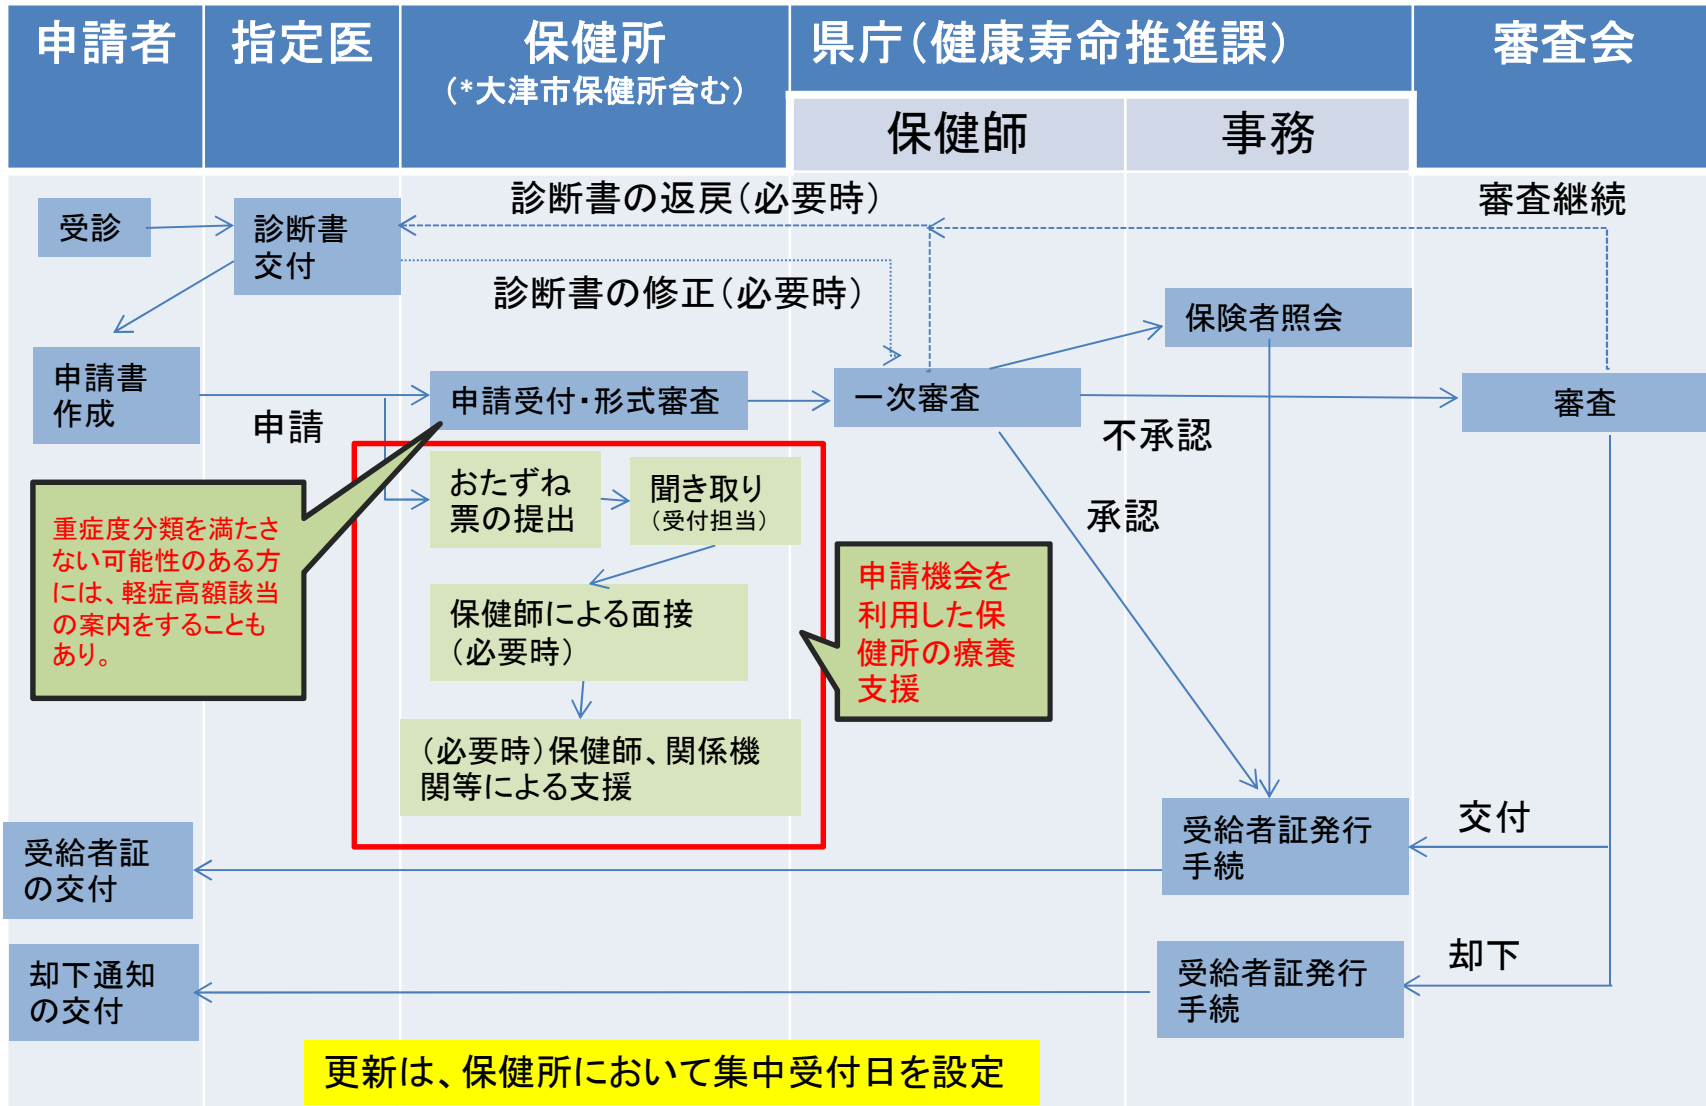 申請者
指定医
保健所
（*大津市保健所含む）
県庁（健康寿命推進課）
審査会
保健師
事務
診断書の返戻（必要時）
審査継続
受診
診断書
交付
診断書の修正（必要時）
保険者照会
申請書
作成
申請受付・形式審査
一次審査
審査
申請
不承認
おたずね
票の提出
聞き取り
（受付担当）
承認
重症度分類を満たさ
ない可能性のある方
には、軽症高額該当
の案内をすることも
あり。
申請機会を
利用した保
健所の療養
支援
保健師による面接
（必要時）
（必要時）保健師、関係機
関等による支援
交付
受給者証発行
手続
受給者証
の交付
却下
受給者証発行
手続
却下通知
の交付
更新は、保健所において集中受付日を設定